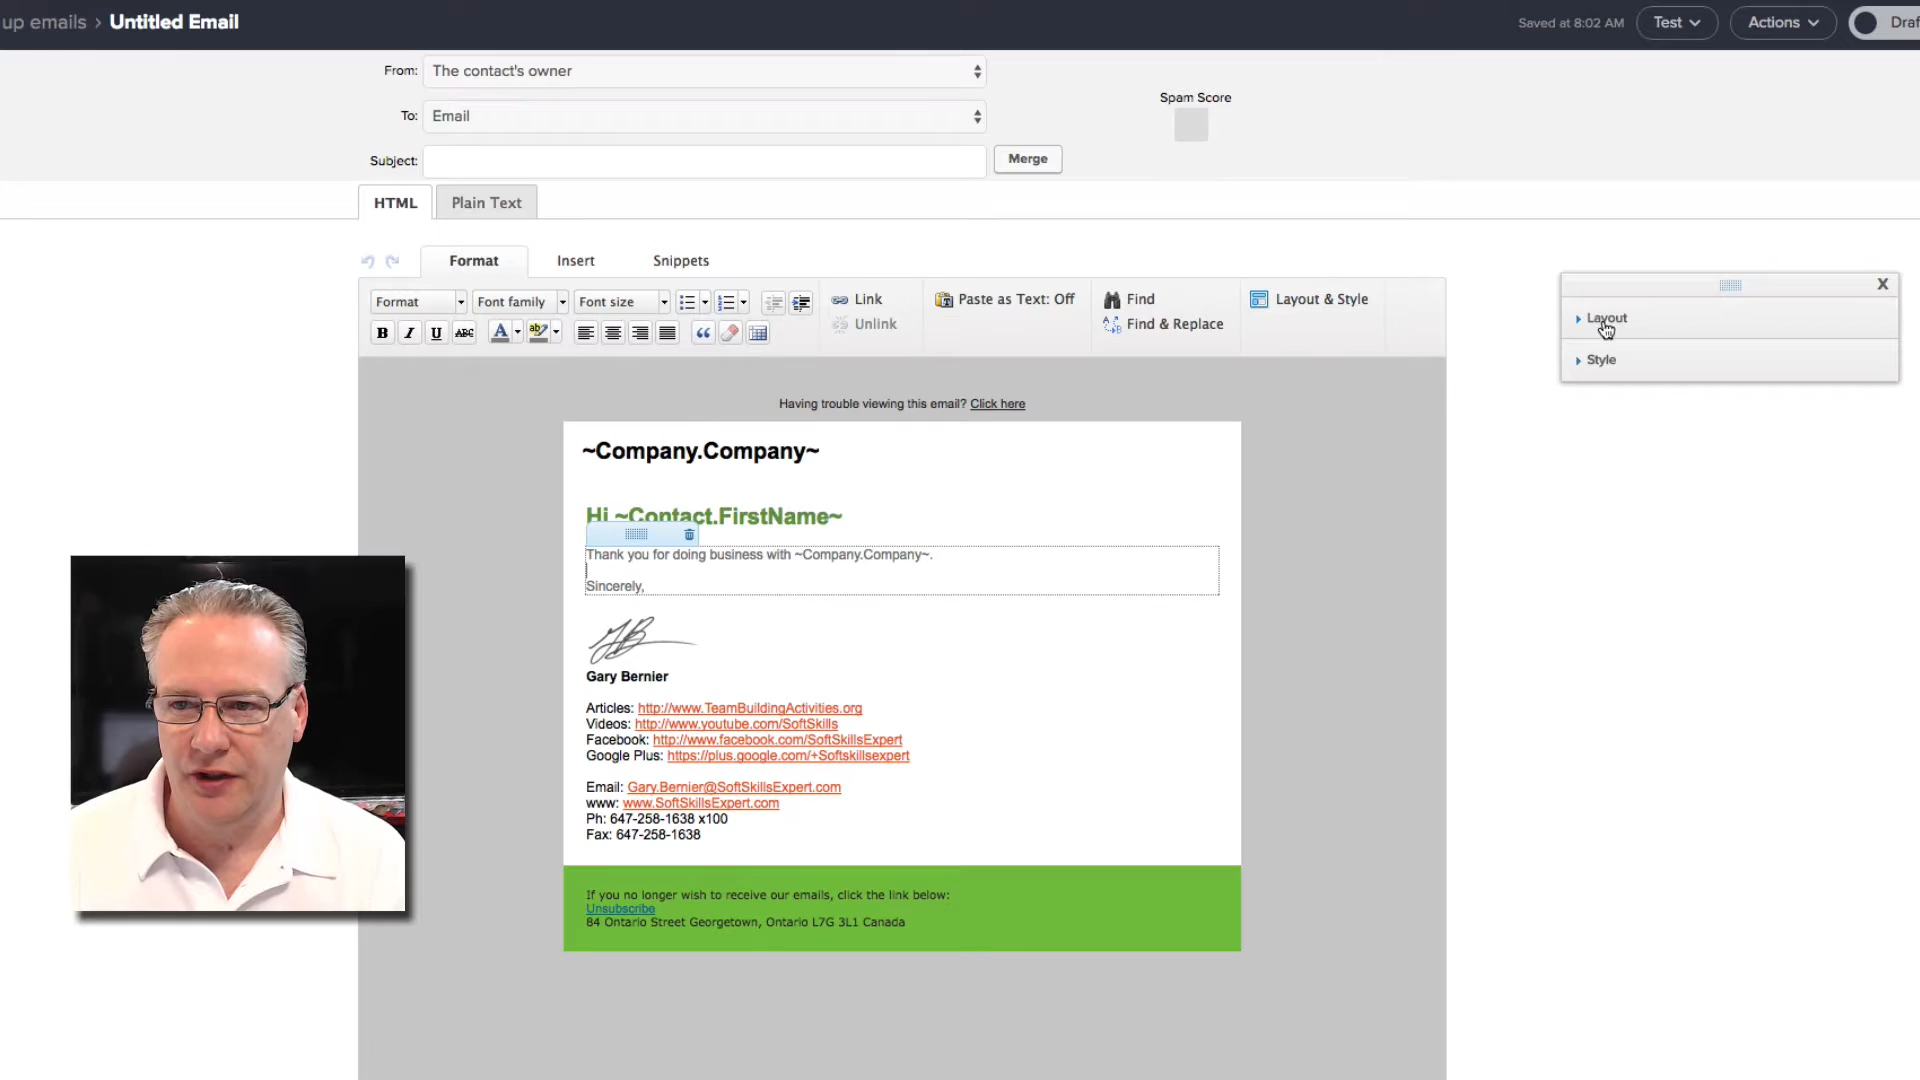 up emails › Untitled Email
Saved at 8:02 AM
Test
Actions
Draf
From: The contact's owner
To: Email
Subject:
Merge
Spam Score
HTML
Plain Text
Format
Insert
Snippets
Format
Font family
Font size
Link
Unlink
Paste as Text: Off
Find
Find & Replace
Layout & Style
B I U ABC
A
ab
X
Layout
Style
Having trouble viewing this email? Click here
~Company.Company~
Hi ~Contact.FirstName~
Thank you for doing business with ~Company.Company~.
Sincerely,
Gary Bernier
Articles: http://www.TeamBuildingActivities.org
Videos: http://www.youtube.com/SoftSkills
Facebook: http://www.facebook.com/SoftSkillsExpert
Google Plus: https://plus.google.com/+Softskillsexpert
Email: Gary.Bernier@SoftSkillsExpert.com
www: www.SoftSkillsExpert.com
Ph: 647-258-1638 x100
Fax: 647-258-1638
If you no longer wish to receive our emails, click the link below:
Unsubscribe
84 Ontario Street Georgetown, Ontario L7G 3L1 Canada